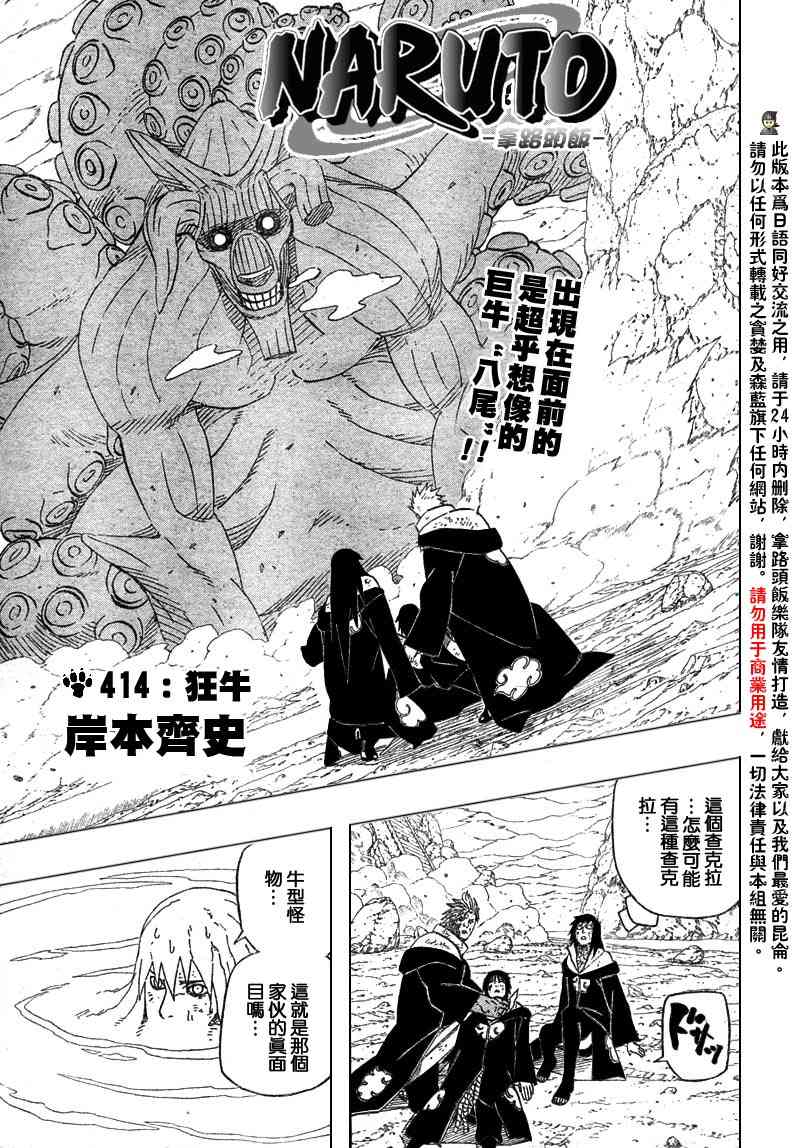 NARUTO
-拿路頭飯-
出現在面前的
是超乎想像的
巨牛“八尾”!!
414：狂牛
岸本齊史
這個查克拉
…怎麼可能
有這種查克
拉…
牛型怪
物…
這就是那個
家伙的真面
目嗎…
此版本爲日語同好交流之用，請于24小時内删除，拿路頭飯樂隊友情打造，獻給大家以及我們最愛的昆侖。
請勿以任何形式轉載之貪婪及森藍旗下任何網站，謝謝。請勿用于商業用途，一切法律責任與本組無關。